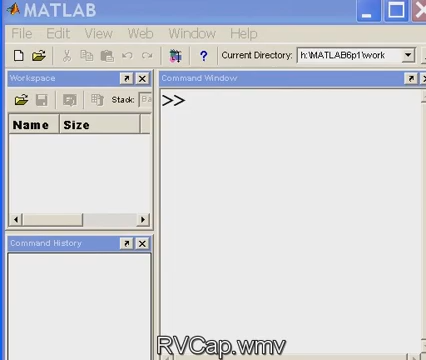 MATLAB
File Edit View Web Window Help
? Current Directory: h:\MATLAB6p1\work
Workspace
Command Window
Stack: Ba
>>
Name Size
Command History
RVCap.wmv